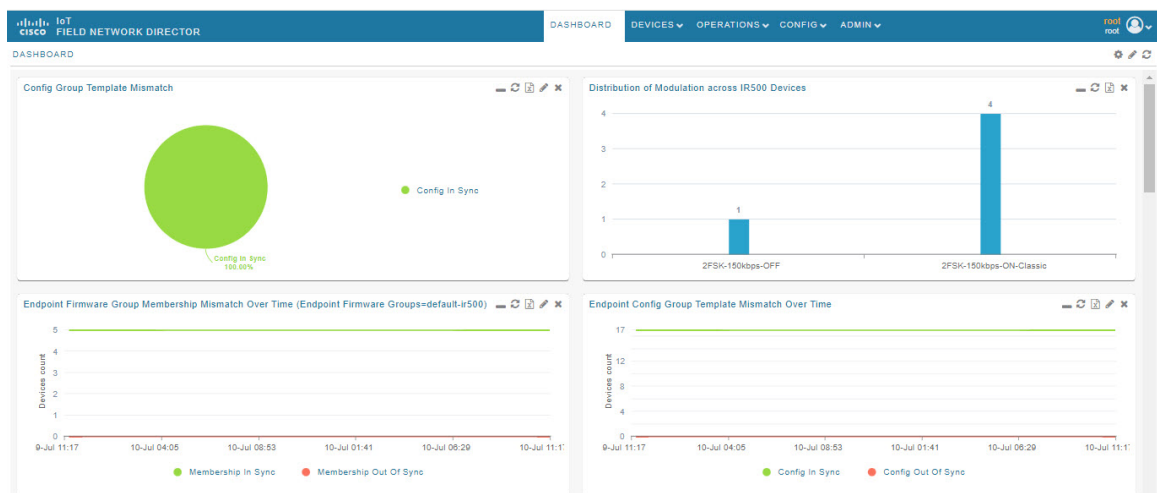 IoT
CISCO FIELD NETWORK DIRECTOR
DASHBOARD DEVICES OPERATIONS CONFIG ADMIN
root
root
DASHBOARD
Config Group Template Mismatch
Config In Sync
Config In Sync
100.00%
Distribution of Modulation across IR500 Devices
4
4
3
2
1
1
0
2FSK-150kbps-OFF 2FSK-150kbps-ON-Classic
Endpoint Firmware Group Membership Mismatch Over Time (Endpoint Firmware Groups=default-ir500)
Devices count
5
4
3
2
1
0
9-Jul 11:17 10-Jul 04:05 10-Jul 08:53 10-Jul 01:41 10-Jul 06:29 10-Jul 11:1
Membership In Sync Membership Out Of Sync
Endpoint Config Group Template Mismatch Over Time
Devices count
17
12
8
4
0
9-Jul 11:17 10-Jul 04:05 10-Jul 08:53 10-Jul 01:41 10-Jul 06:29 10-Jul 11:1
Config In Sync Config Out Of Sync